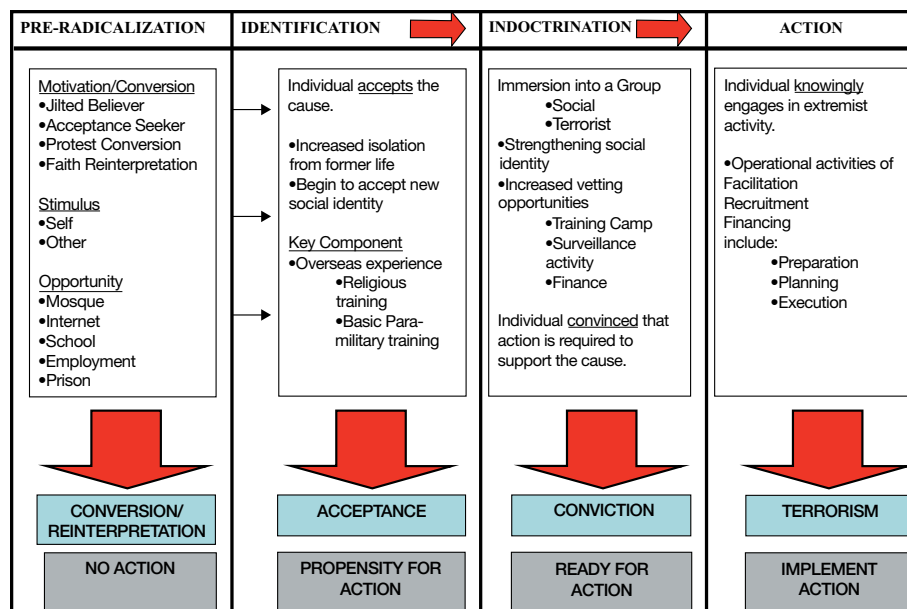 PRE-RADICALIZATION
Motivation/Conversion
•Jilted Believer
•Acceptance Seeker
•Protest Conversion
•Faith Reinterpretation
Stimulus
•Self
•Other
Opportunity
•Mosque
•Internet
•School
•Employment
•Prison
CONVERSION/
REINTERPRETATION
NO ACTION
IDENTIFICATION
Individual accepts the
cause.
•Increased isolation
from former life
•Begin to accept new
social identity
Key Component
•Overseas experience
•Religious
training
•Basic Para-
military training
ACCEPTANCE
PROPENSITY FOR
ACTION
INDOCTRINATION
Immersion into a Group
•Social
•Terrorist
•Strengthening social
identity
•Increased vetting
opportunities
•Training Camp
•Surveillance
activity
•Finance
Individual convinced that
action is required to
support the cause.
CONVICTION
READY FOR
ACTION
ACTION
Individual knowingly
engages in extremist
activity.
•Operational activities of
Facilitation
Recruitment
Financing
include:
•Preparation
•Planning
•Execution
TERRORISM
IMPLEMENT
ACTION